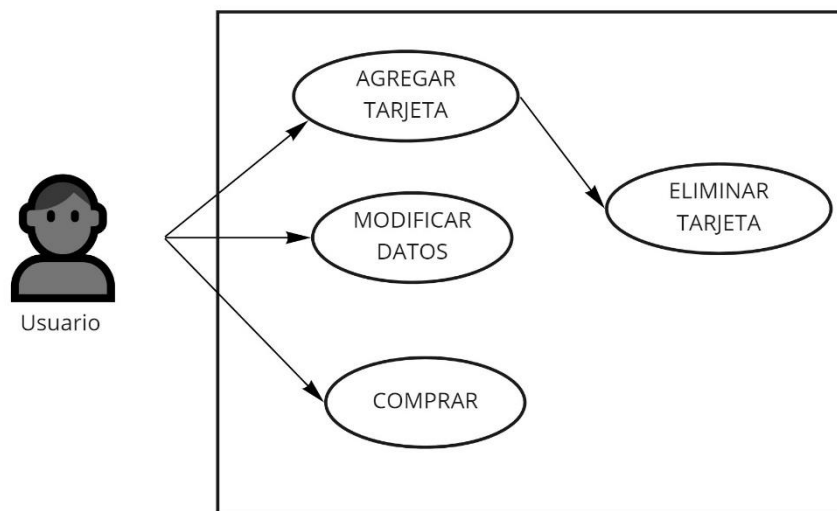 AGREGAR
TARJETA
ELIMINAR
TARJETA
MODIFICAR
DATOS
Usuario
COMPRAR